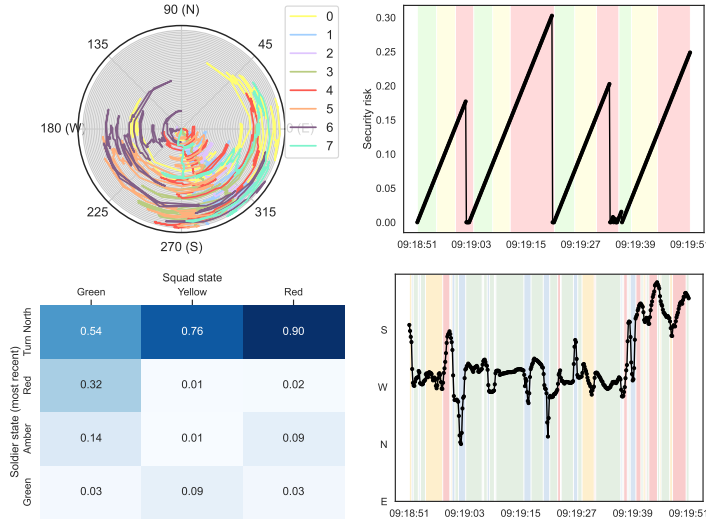 90 (N)
135
45
180 (W)
0 (E)
225
315
270 (S)
0
1
2
3
4
5
6
7
Security risk
0.30
0.25
0.20
0.15
0.10
0.05
0.00
09:18:51
09:19:03
09:19:15
09:19:27
09:19:39
09:19:51
Squad state
Green
Yellow
Red
Soldier state (most recent)
Turn North
0.54
0.76
0.90
Red
0.32
0.01
0.02
Amber
0.14
0.01
0.09
Green
0.03
0.09
0.03
S
W
N
E
09:18:51
09:19:03
09:19:15
09:19:27
09:19:39
09:19:51